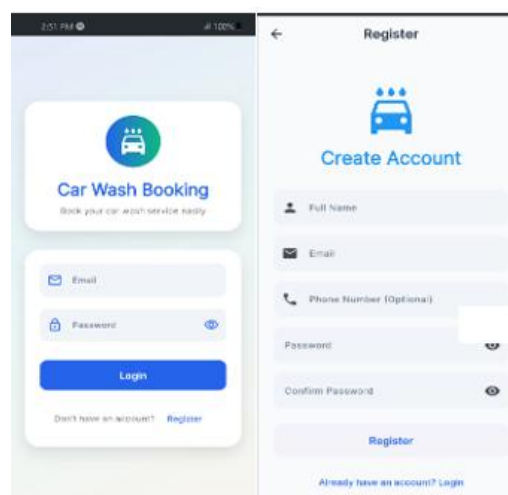 2:51 PM
100%
Car Wash Booking
Book your car wash service easily
Email
Password
Login
Don't have an account? Register
Register
Create Account
Full Name
Email
Phone Number (Optional)
Password
Confirm Password
Register
Already have an account? Login